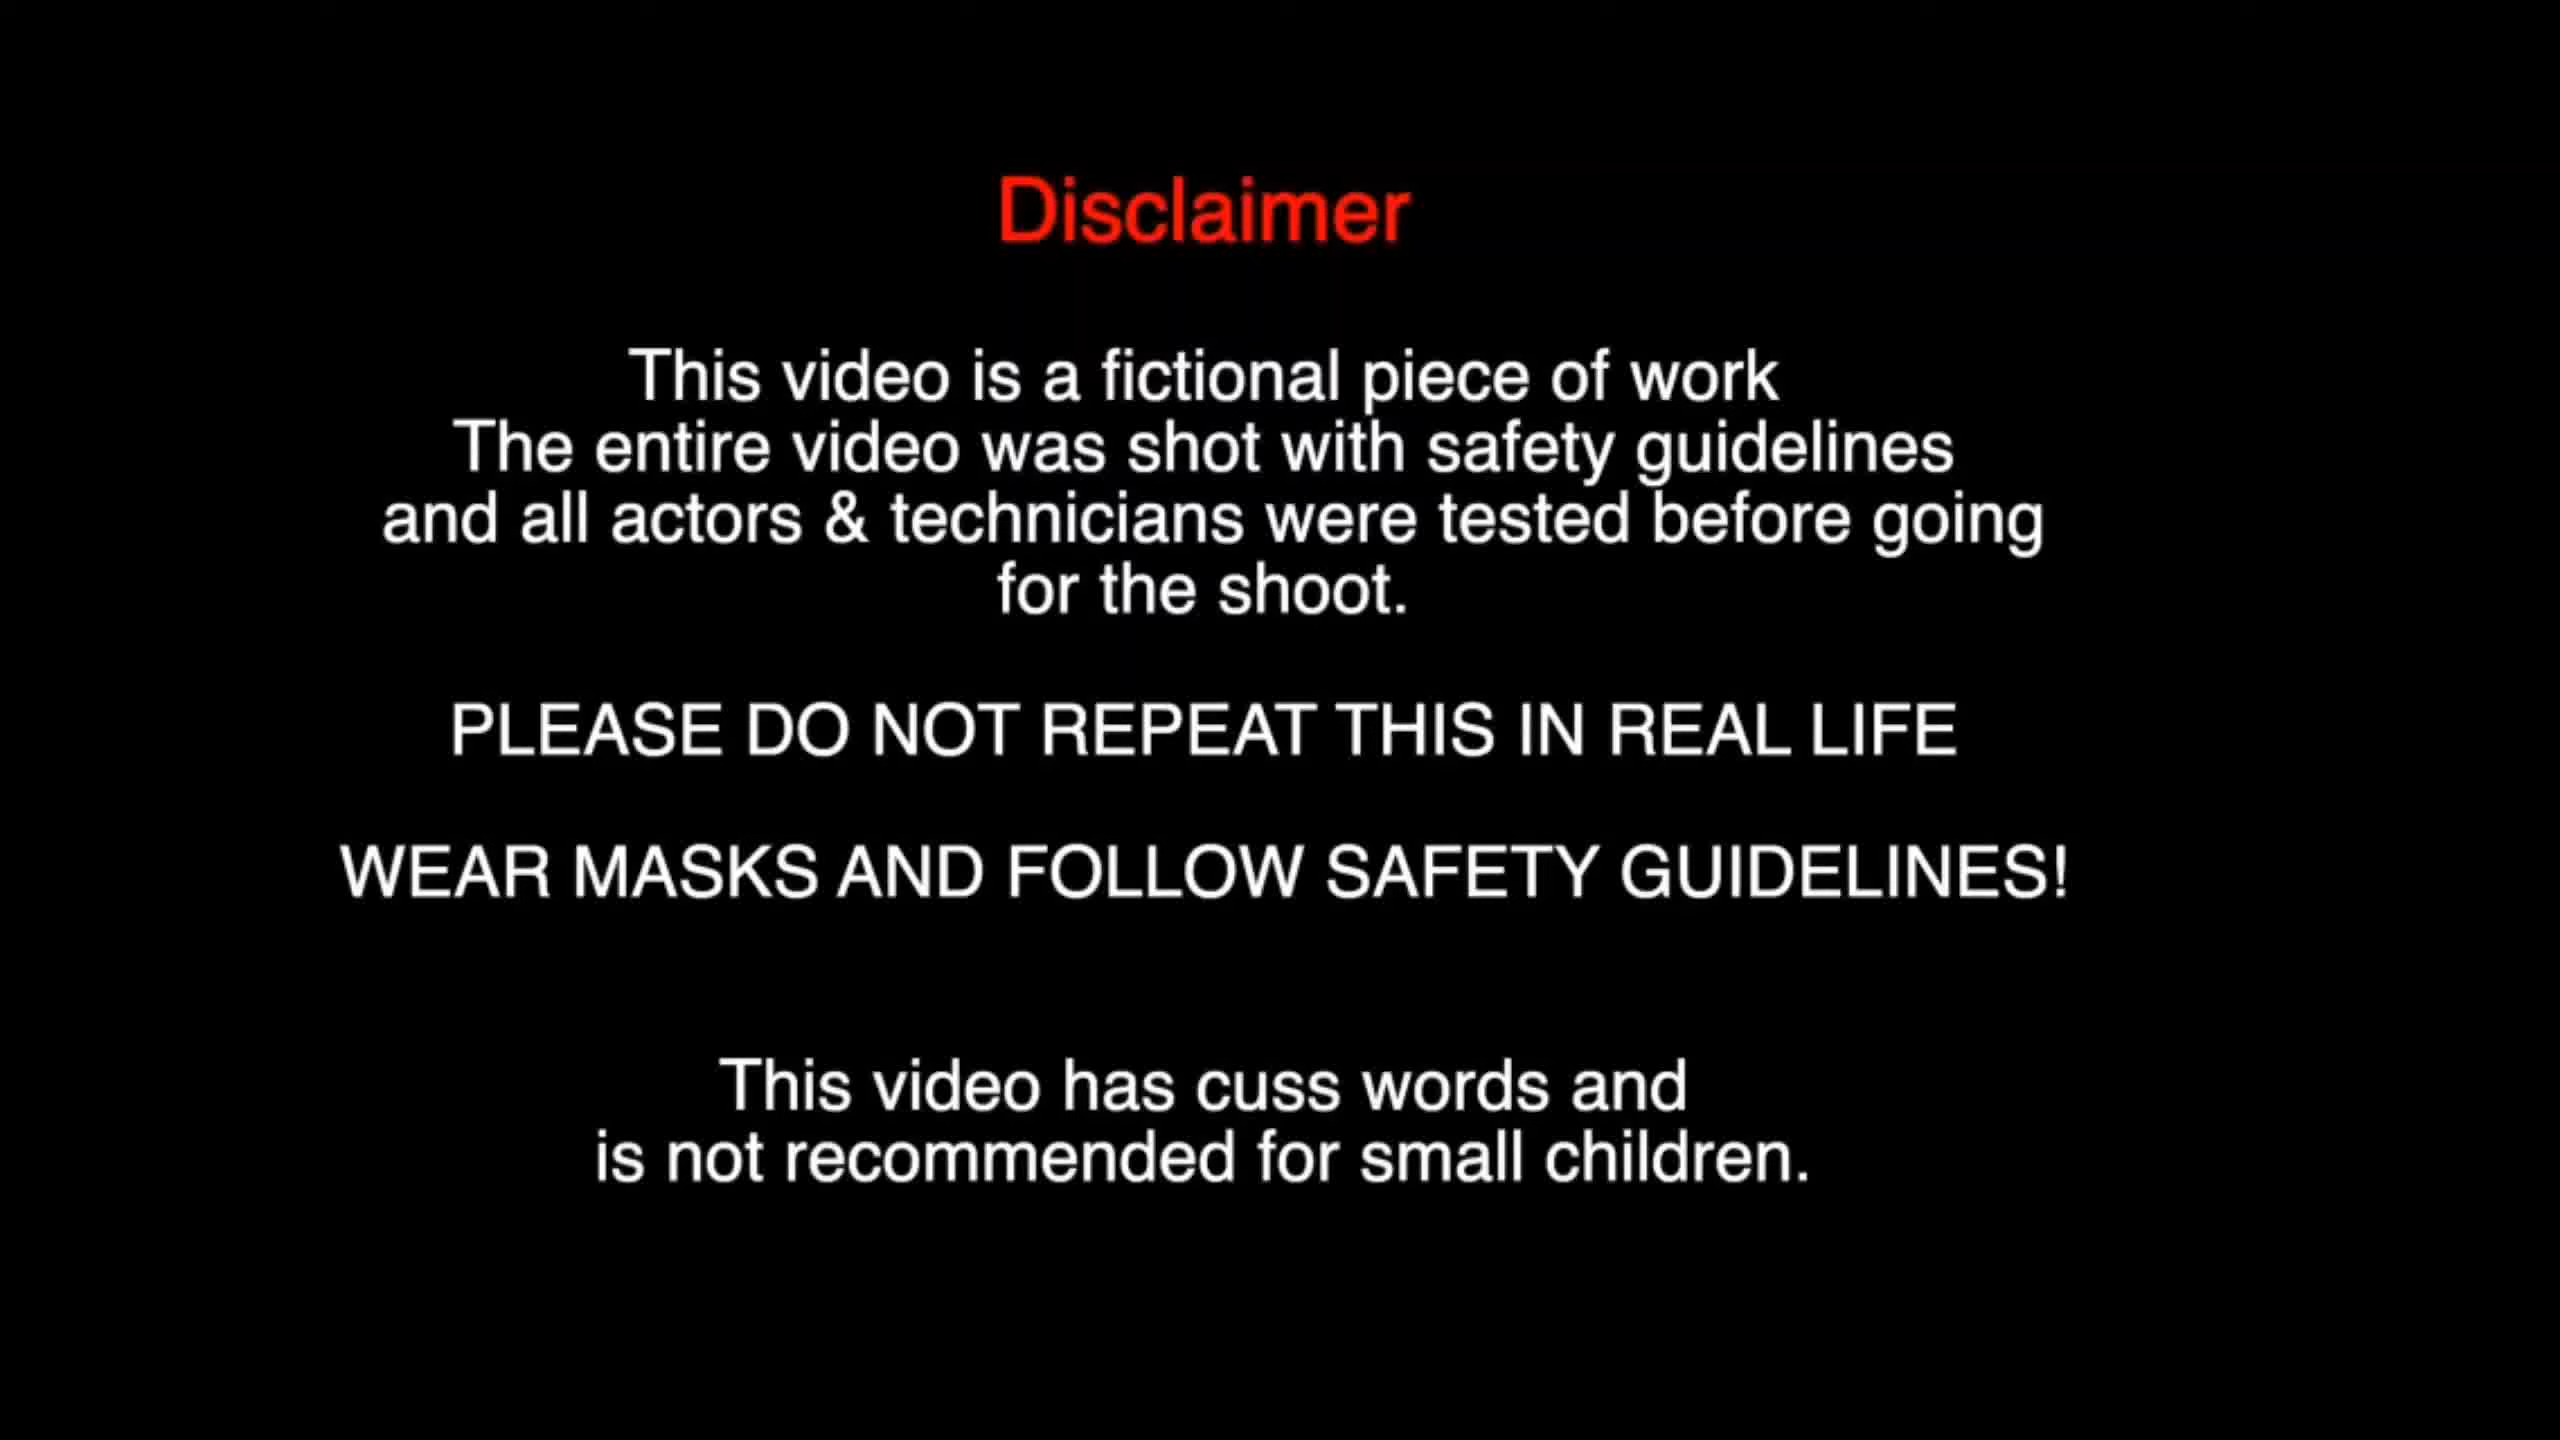 Disclaimer
This video is a fictional piece of work
The entire video was shot with safety guidelines
and all actors & technicians were tested before going
for the shoot.
PLEASE DO NOT REPEAT THIS IN REAL LIFE
WEAR MASKS AND FOLLOW SAFETY GUIDELINES!
This video has cuss words and
is not recommended for small children.